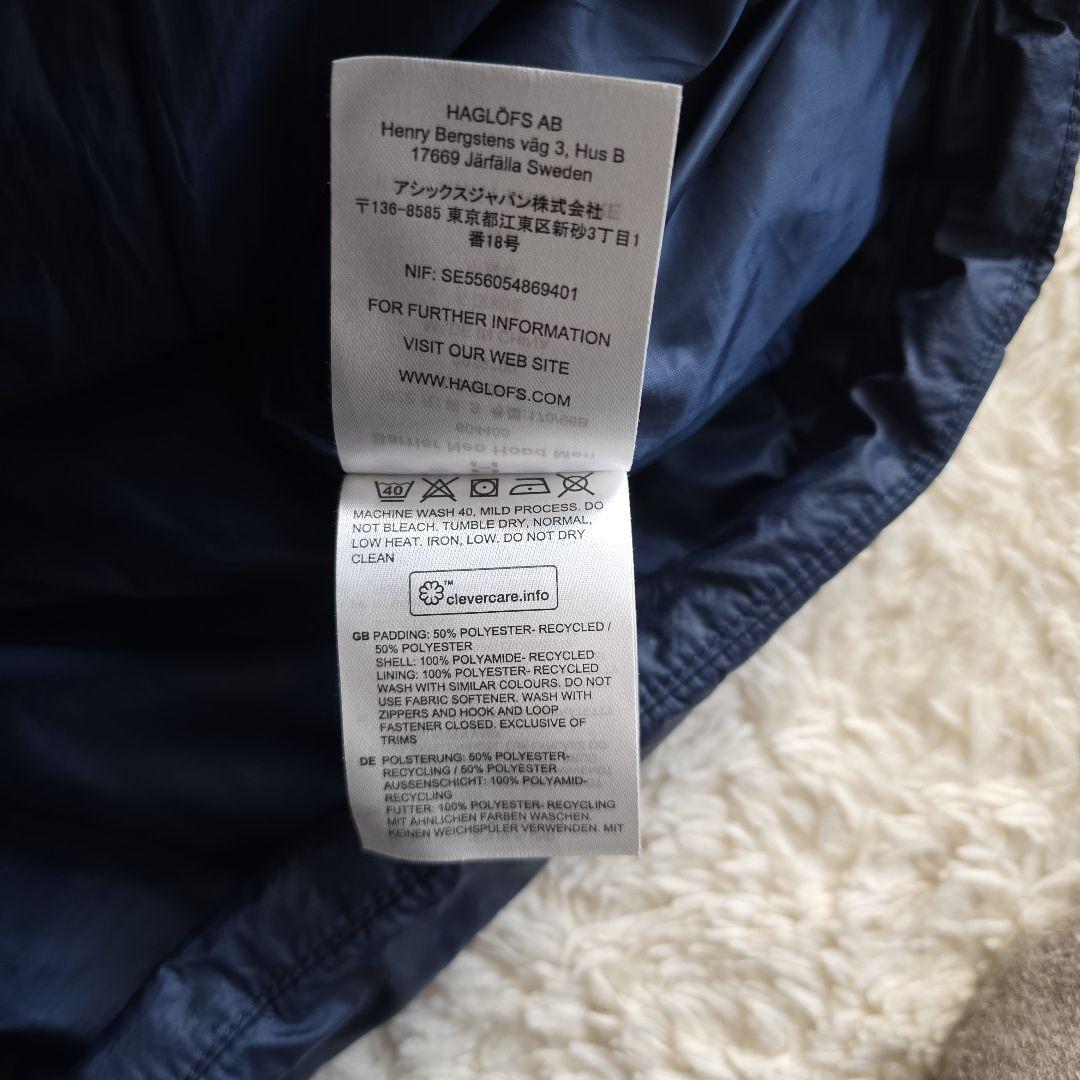 HAGLÖFS AB
Henry Bergstens väg 3, Hus B
17669 Järfälla Sweden
アシックスジャパン株式会社
〒136-8585 東京都江東区新砂3丁目1
番18号
NIF: SE556054869401
FOR FURTHER INFORMATION
VISIT OUR WEB SITE
WWW.HAGLOFS.COM
604400
Barrier Neo Hood Men
40
MACHINE WASH 40, MILD PROCESS. DO
NOT BLEACH. TUMBLE DRY, NORMAL,
LOW HEAT. IRON, LOW. DO NOT DRY
CLEAN
™
clevercare.info
GB PADDING: 50% POLYESTER- RECYCLED /
50% POLYESTER
SHELL: 100% POLYAMIDE- RECYCLED
LINING: 100% POLYESTER- RECYCLED
WASH WITH SIMILAR COLOURS. DO NOT
USE FABRIC SOFTENER. WASH WITH
ZIPPERS AND HOOK AND LOOP
FASTENER CLOSED. EXCLUSIVE OF
TRIMS
DE POLSTERUNG: 50% POLYESTER-
RECYCLING / 50% POLYESTER
AUSSENSCHICHT: 100% POLYAMID-
RECYCLING
FUTTER: 100% POLYESTER- RECYCLING
MIT ÄHNLICHEN FARBEN WASCHEN.
KEINEN WEICHSPÜLER VERWENDEN. MIT